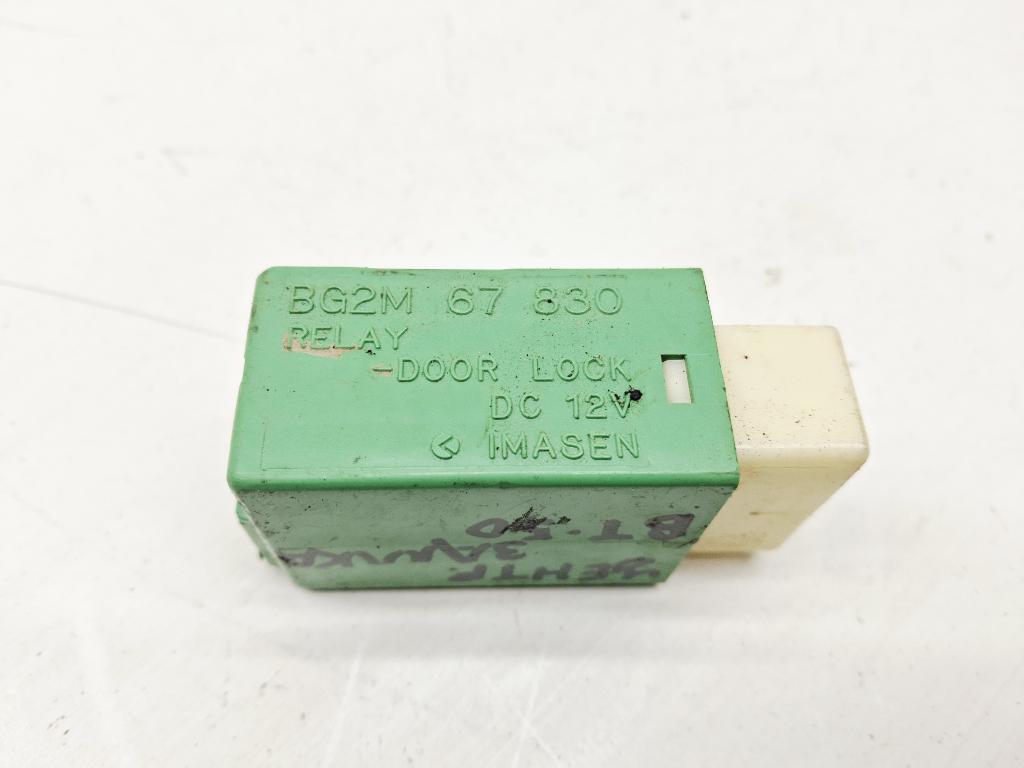 BG2M 67 830
RELAY
-DOOR LOCK
DC 12V
IMASEN
BT-50